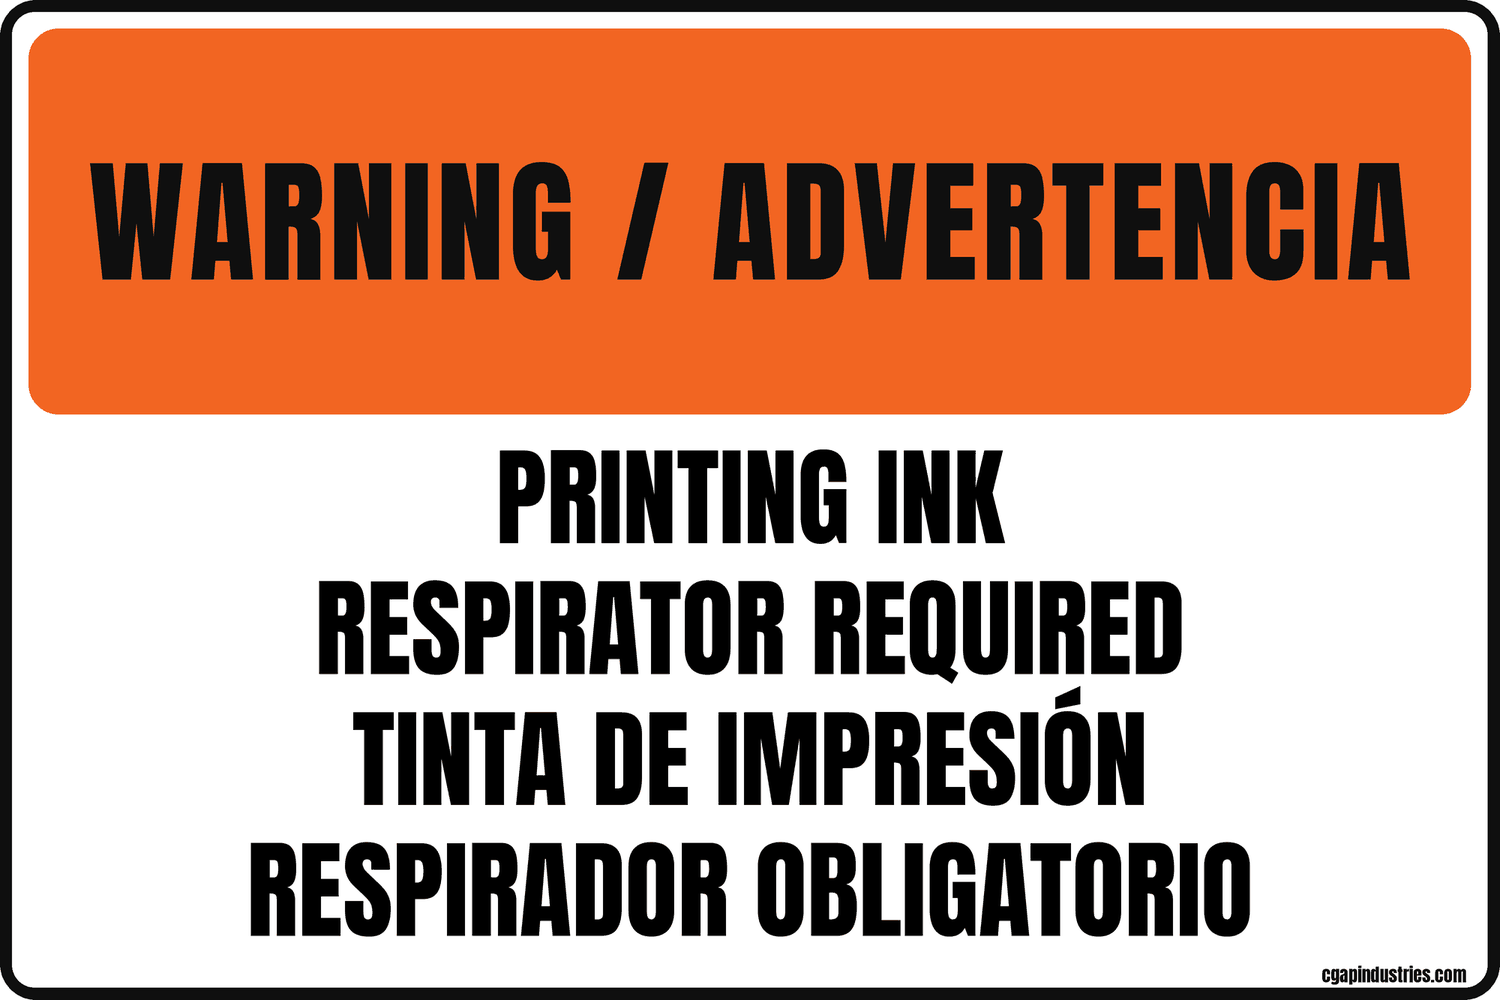 WARNING / ADVERTENCIA
PRINTING INK
RESPIRATOR REQUIRED
TINTA DE IMPRESIÓN
RESPIRADOR OBLIGATORIO
cgapindustries.com